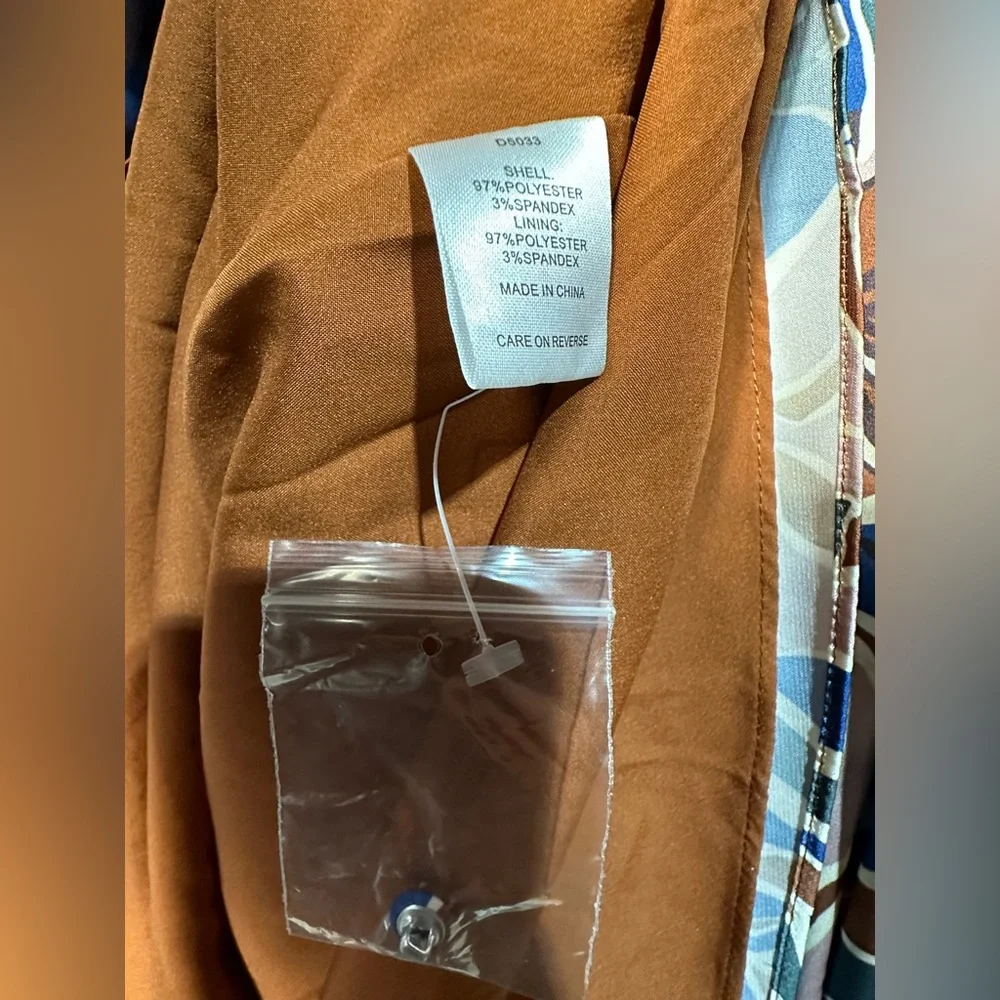 D5033
SHELL:
97%POLYESTER
3%SPANDEX
LINING:
97%POLYESTER
3%SPANDEX
MADE IN CHINA
CARE ON REVERSE